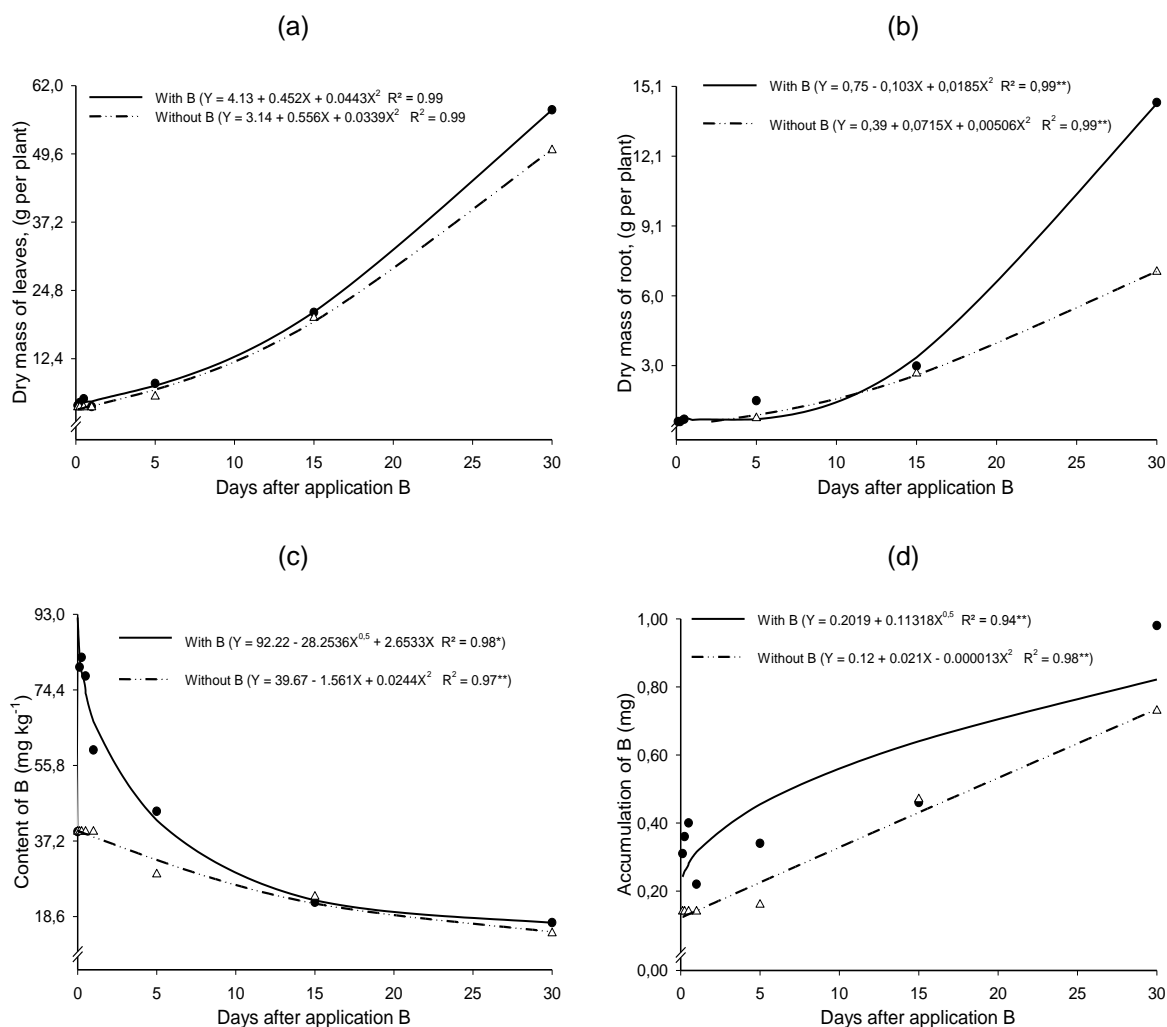 (a)
62,0
49,6
37,2
24,8
12,4
Dry mass of leaves, (g per plant)
With B (Y = 4.13 + 0.452X + 0.0443X² R² = 0.99
Without B (Y = 3.14 + 0.556X + 0.0339X² R² = 0.99
0 5 10 15 20 25 30
Days after application B
(b)
15,1
12,1
9,1
6,0
3,0
Dry mass of root, (g per plant)
With B (Y = 0,75 - 0,103X + 0,0185X² R² = 0,99**)
Without B (Y = 0,39 + 0,0715X + 0,00506X² R² = 0,99**)
0 5 10 15 20 25 30
Days after application B
(c)
93,0
74,4
55,8
37,2
18,6
Content of B (mg kg⁻¹)
With B (Y = 92.22 - 28.2536X⁰·⁵ + 2.6533X R² = 0.98*)
Without B (Y = 39.67 - 1.561X + 0.0244X² R² = 0.97**)
0 5 10 15 20 25 30
Days after application B
(d)
1,00
0,80
0,60
0,40
0,20
0,00
Accumulation of B (mg)
With B (Y = 0.2019 + 0.11318X⁰,⁵ R² = 0.94**)
Without B (Y = 0.12 + 0.021X - 0.000013X² R² = 0.98**)
0 5 10 15 20 25 30
Days after application B